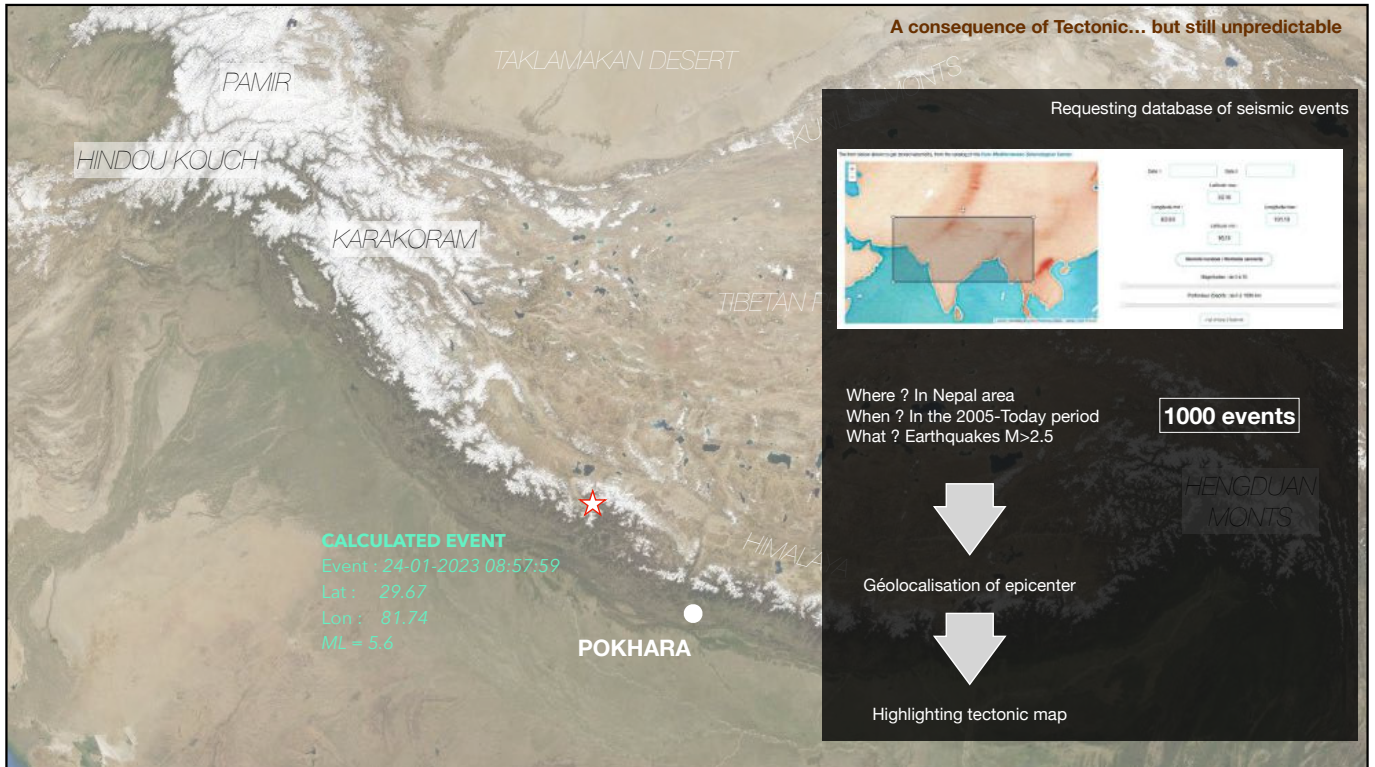 A consequence of Tectonic... but still unpredictable
TAKLAMAKAN DESERT
PAMIR
MONTS
Requesting database of seismic events
HINDOU KOUCH
KARAKORAM
TIBETAN
Where ? In Nepal area
When ? In the 2005-Today period
What ? Earthquakes M>2.5
1000 events
HENGDUAN
MONTS
CALCULATED EVENT
Event : 24-01-2023 08:57:59
Lat : 29.67
Lon : 81.74
ML = 5.6
HIMALAYA
POKHARA
Géolocalisation of epicenter
Highlighting tectonic map